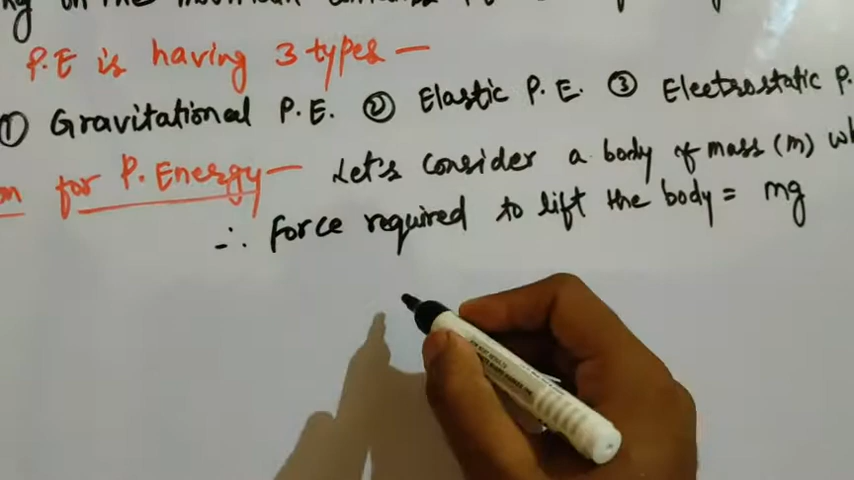 P.E is having 3 types —
① Gravitational P.E. ② Elastic P.E. ③ Electrostatic P.
for P. Energy — Let's consider a body of mass (m)
∴ Force required to lift the body = mg